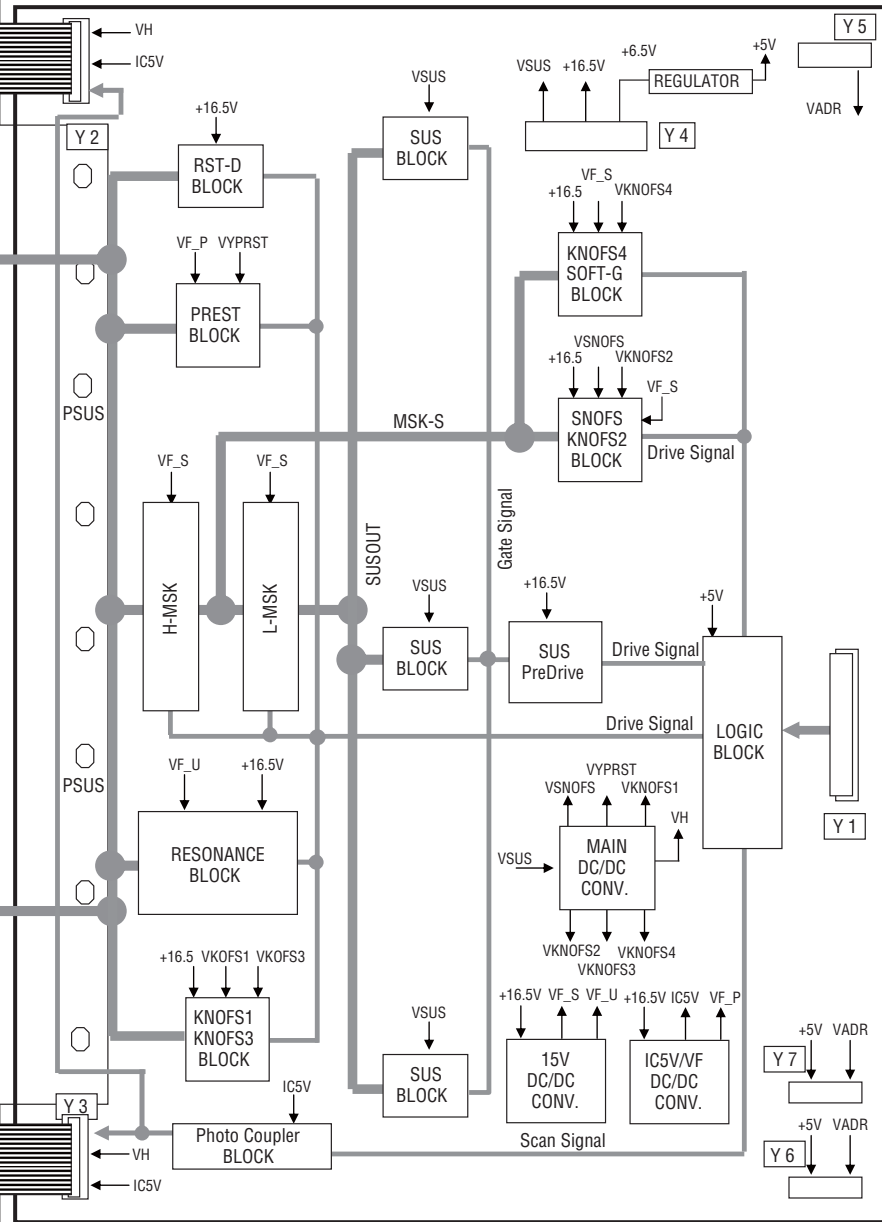 VH
IC5V
Y 2
+16.5V
RST-D
BLOCK
VF_P
VYPRST
PREST
BLOCK
PSUS
VF_S
H-MSK
VF_S
L-MSK
PSUS
VF_U
+16.5V
RESONANCE
BLOCK
+16.5
VKOFS1
VKOFS3
KNOFS1
KNOFS3
BLOCK
Y 3
VH
IC5V
IC5V
Photo Coupler
BLOCK
Scan Signal
VSUS
SUS
BLOCK
MSK-S
SUSOUT
Gate Signal
VSUS
SUS
BLOCK
VSUS
SUS
BLOCK
+16.5V
SUS
PreDrive
Drive Signal
Drive Signal
VSUS
+16.5V
+6.5V
REGULATOR
+5V
Y 4
Y 5
VADR
+16.5
VF_S
VKNOFS4
KNOFS4
SOFT-G
BLOCK
+16.5
VSNOFS
VKNOFS2
VF_S
SNOFS
KNOFS2
BLOCK
Drive Signal
+5V
LOGIC
BLOCK
Y 1
VSNOFS
VYPRST
VKNOFS1
VH
VSUS
MAIN
DC/DC
CONV.
VKNOFS2
VKNOFS3
VKNOFS4
+16.5V
VF_S
VF_U
15V
DC/DC
CONV.
+16.5V
IC5V
VF_P
IC5V/VF
DC/DC
CONV.
+5V
VADR
Y 7
+5V
VADR
Y 6